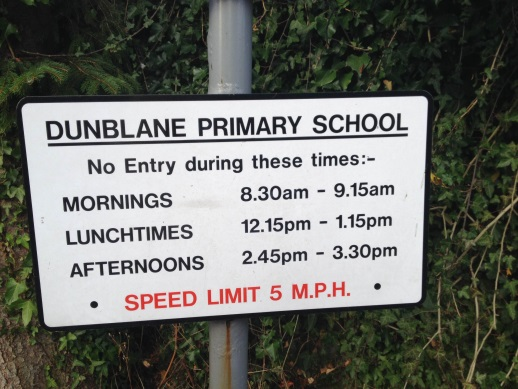 DUNBLANE PRIMARY SCHOOL
No Entry during these times:-
MORNINGS 8.30am - 9.15am
LUNCHTIMES 12.15pm - 1.15pm
AFTERNOONS 2.45pm - 3.30pm
• SPEED LIMIT 5 M.P.H. •